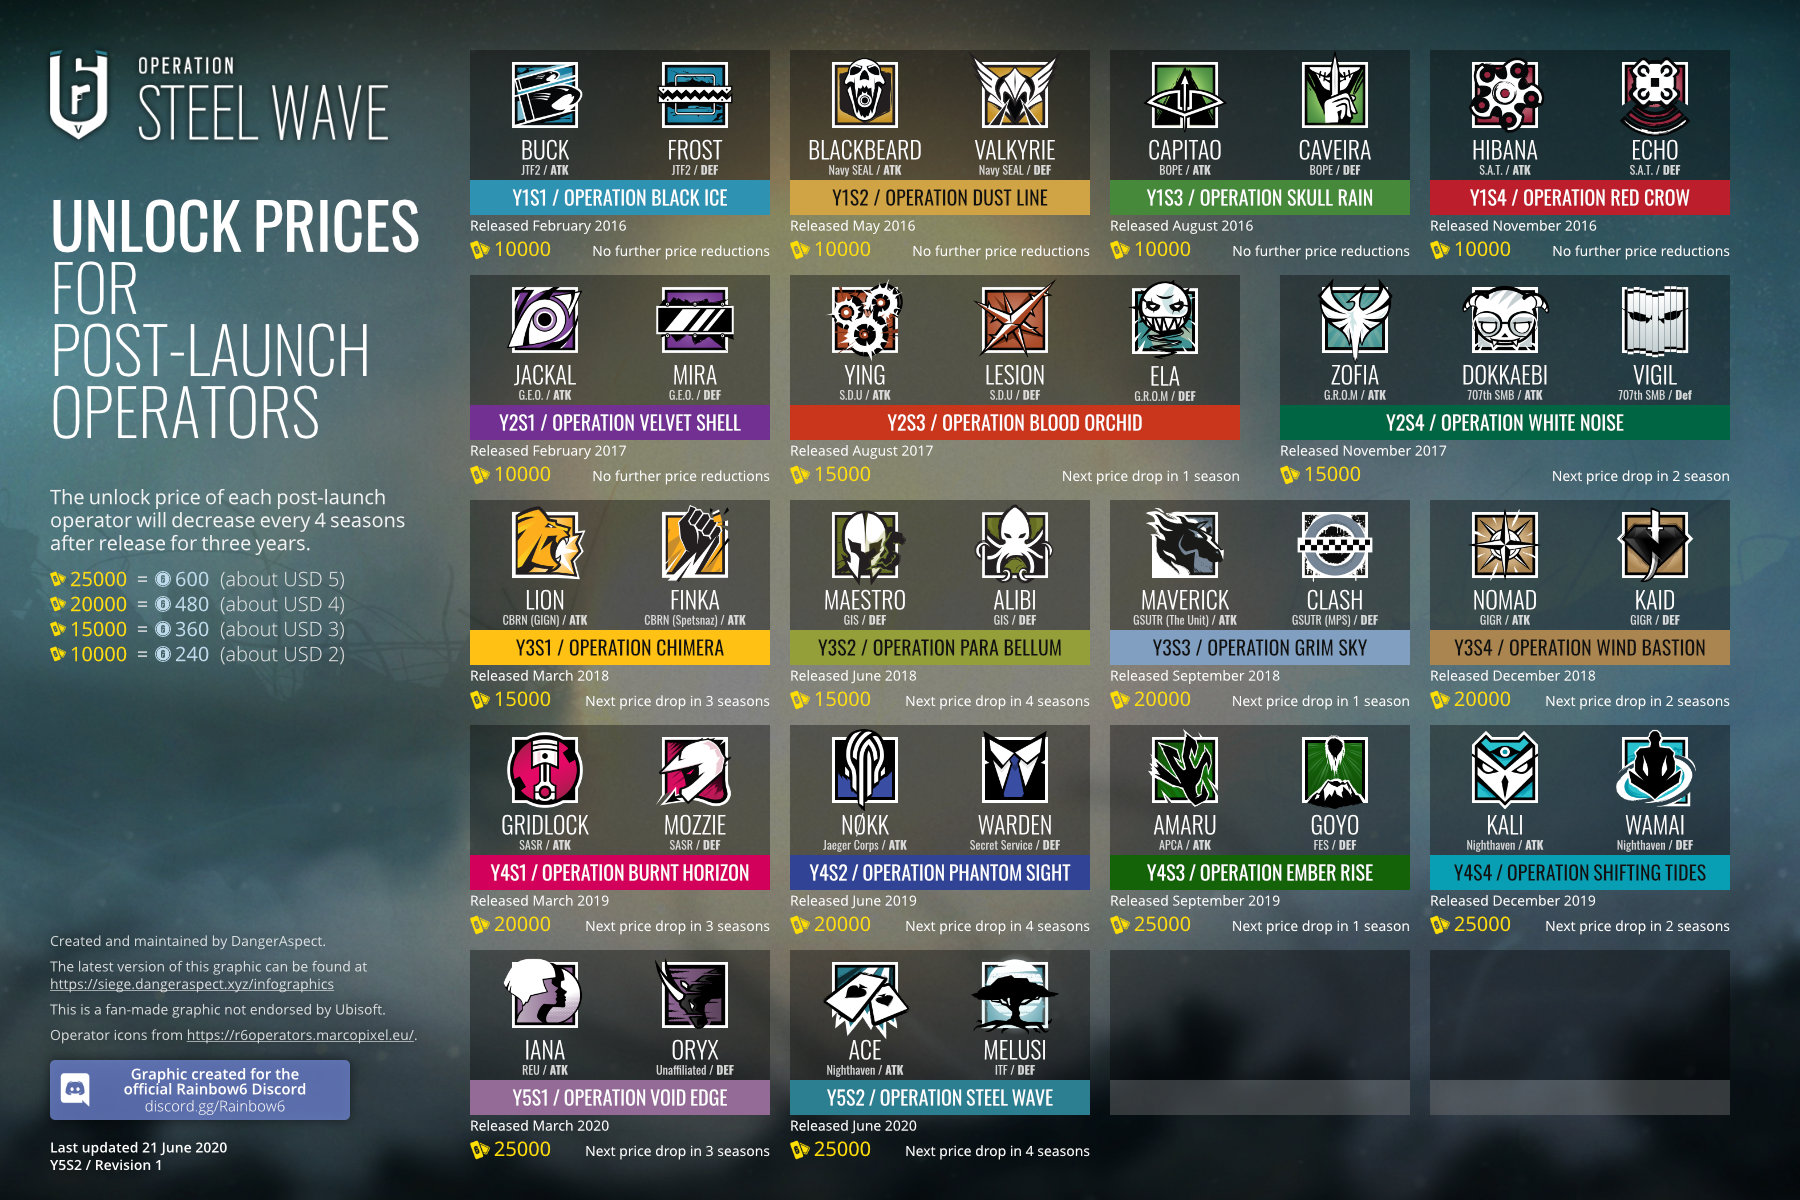 OPERATION
STEEL WAVE
UNLOCK PRICES
FOR
POST-LAUNCH
OPERATORS
The unlock price of each post-launch
operator will decrease every 4 seasons
after release for three years.
25000 = 600 (about USD 5)
20000 = 480 (about USD 4)
15000 = 360 (about USD 3)
10000 = 240 (about USD 2)
Created and maintained by DangerAspect.
The latest version of this graphic can be found at
https://siege.dangeraspect.xyz/infographics
This is a fan-made graphic not endorsed by Ubisoft.
Operator icons from https://r6operators.marcopixel.eu/.
Graphic created for the
official Rainbow6 Discord
discord.gg/Rainbow6
Last updated 21 June 2020
Y5S2 / Revision 1
BUCK
JTF2 / ATK
FROST
JTF2 / DEF
Y1S1 / OPERATION BLACK ICE
Released February 2016
10000 No further price reductions
BLACKBEARD
Navy SEAL / ATK
VALKYRIE
Navy SEAL / DEF
Y1S2 / OPERATION DUST LINE
Released May 2016
10000 No further price reductions
CAPITAO
BOPE / ATK
CAVEIRA
BOPE / DEF
Y1S3 / OPERATION SKULL RAIN
Released August 2016
10000 No further price reductions
HIBANA
S.A.T. / ATK
ECHO
S.A.T. / DEF
Y1S4 / OPERATION RED CROW
Released November 2016
10000 No further price reductions
JACKAL
G.E.O. / ATK
MIRA
G.E.O. / DEF
Y2S1 / OPERATION VELVET SHELL
Released February 2017
10000 No further price reductions
YING
S.D.U / ATK
LESION
S.D.U / DEF
ELA
G.R.O.M / DEF
Y2S3 / OPERATION BLOOD ORCHID
Released August 2017
15000 Next price drop in 1 season
ZOFIA
G.R.O.M / ATK
DOKKAEBI
707th SMB / ATK
VIGIL
707th SMB / Def
Y2S4 / OPERATION WHITE NOISE
Released November 2017
15000 Next price drop in 2 season
LION
CBRN (GIGN) / ATK
FINKA
CBRN (Spetsnaz) / ATK
Y3S1 / OPERATION CHIMERA
Released March 2018
15000 Next price drop in 3 seasons
MAESTRO
GIS / DEF
ALIBI
GIS / DEF
Y3S2 / OPERATION PARA BELLUM
Released June 2018
15000 Next price drop in 4 seasons
MAVERICK
GSUTR (The Unit) / ATK
CLASH
GSUTR (MPS) / DEF
Y3S3 / OPERATION GRIM SKY
Released September 2018
20000 Next price drop in 1 season
NOMAD
GIGR / ATK
KAID
GIGR / DEF
Y3S4 / OPERATION WIND BASTION
Released December 2018
20000 Next price drop in 2 seasons
GRIDLOCK
SASR / ATK
MOZZIE
SASR / DEF
Y4S1 / OPERATION BURNT HORIZON
Released March 2019
20000 Next price drop in 3 seasons
NØKK
Jaeger Corps / ATK
WARDEN
Secret Service / DEF
Y4S2 / OPERATION PHANTOM SIGHT
Released June 2019
20000 Next price drop in 4 seasons
AMARU
APCA / ATK
GOYO
FES / DEF
Y4S3 / OPERATION EMBER RISE
Released September 2019
25000 Next price drop in 1 season
KALI
Nighthaven / ATK
WAMAI
Nighthaven / DEF
Y4S4 / OPERATION SHIFTING TIDES
Released December 2019
25000 Next price drop in 2 seasons
IANA
REU / ATK
ORYX
Unaffiliated / DEF
Y5S1 / OPERATION VOID EDGE
Released March 2020
25000 Next price drop in 3 seasons
ACE
Nighthaven / ATK
MELUSI
ITF / DEF
Y5S2 / OPERATION STEEL WAVE
Released June 2020
25000 Next price drop in 4 seasons